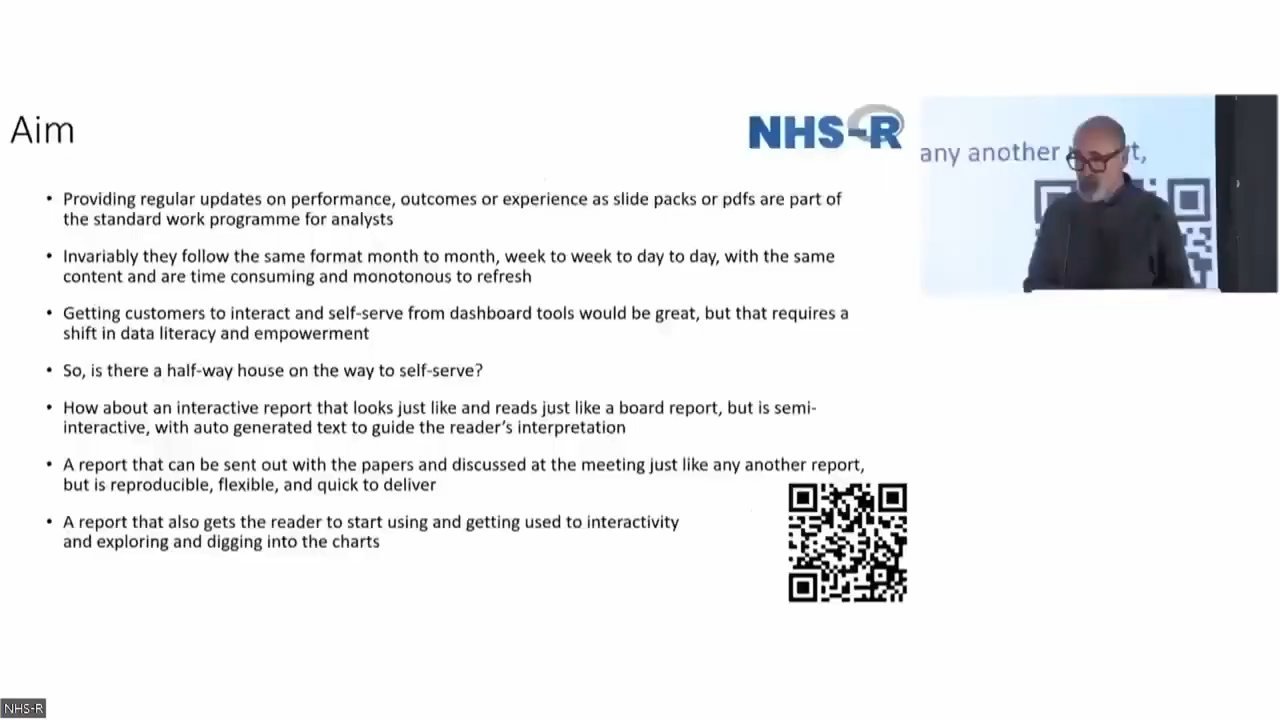 Aim
NHS-R
• Providing regular updates on performance, outcomes or experience as slide packs or pdfs are part of
the standard work programme for analysts
• Invariably they follow the same format month to month, week to week to day to day, with the same
content and are time consuming and monotonous to refresh
• Getting customers to interact and self-serve from dashboard tools would be great, but that requires a
shift in data literacy and empowerment
• So, is there a half-way house on the way to self-serve?
• How about an interactive report that looks just like and reads just like a board report, but is semi-
interactive, with auto generated text to guide the reader’s interpretation
• A report that can be sent out with the papers and discussed at the meeting just like any another report,
but is reproducible, flexible, and quick to deliver
• A report that also gets the reader to start using and getting used to interactivity
and exploring and digging into the charts
any another
NHS-R